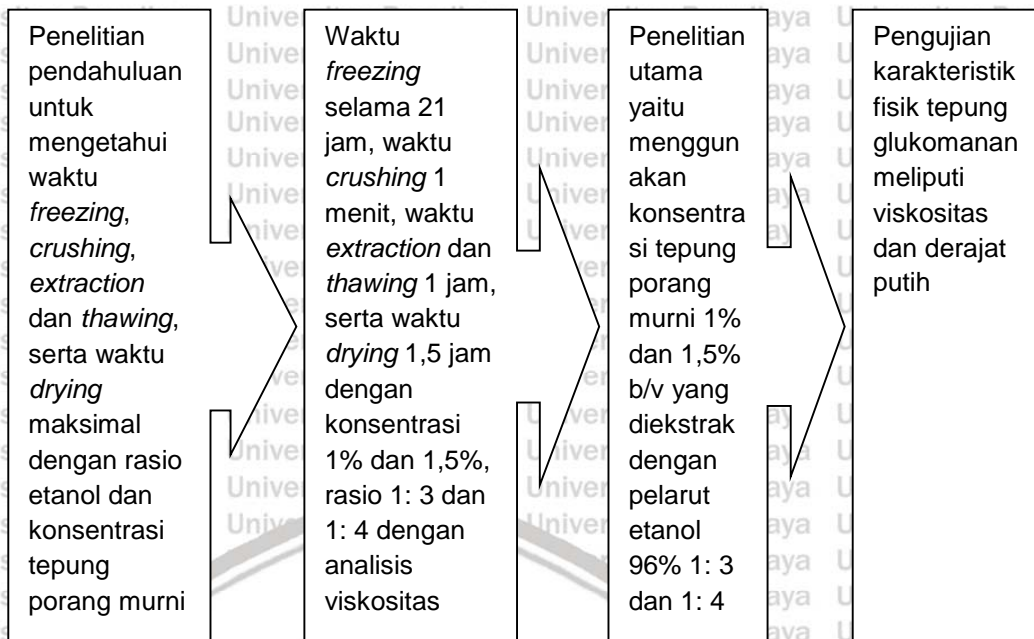 Penelitian
pendahuluan
untuk
mengetahui
waktu
freezing,
crushing,
extraction
dan thawing,
serta waktu
drying
maksimal
dengan rasio
etanol dan
konsentrasi
tepung
porang murni
Waktu
freezing
selama 21
jam, waktu
crushing 1
menit, waktu
extraction dan
thawing 1 jam,
serta waktu
drying 1,5 jam
dengan
konsentrasi
1% dan 1,5%,
rasio 1: 3 dan
1: 4 dengan
analisis
viskositas
Penelitian
utama
yaitu
menggun
akan
konsentra
si tepung
porang
murni 1%
dan 1,5%
b/v yang
diekstrak
dengan
pelarut
etanol
96% 1: 3
dan 1: 4
Pengujian
karakteristik
fisik tepung
glukomanan
meliputi
viskositas
dan derajat
putih